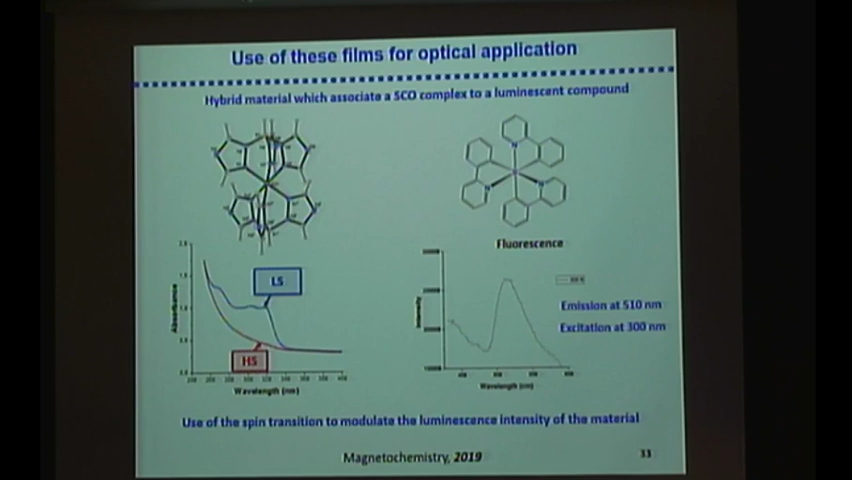 Use of these films for optical application
Hybrid material which associate a SCO complex to a luminescent compound
Fluorescence
LS
HS
Absorbance
Wavelength (nm)
Intensity
Wavelength (nm)
Emission at 510 nm
Excitation at 300 nm
Use of the spin transition to modulate the luminescence intensity of the material
Magnetochemistry, 2019
33